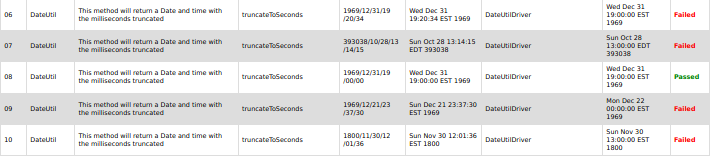 06 DateUtil This method will return a Date and time with the milliseconds truncated truncateToSeconds 1969/12/31/19/20/34 Wed Dec 31 19:20:34 EST 1969 DateUtilDriver Wed Dec 31 19:00:00 EST 1969 Failed
07 DateUtil This method will return a Date and time with the milliseconds truncated truncateToSeconds 393038/10/28/13/14/15 Sun Oct 28 13:14:15 EDT 393038 DateUtilDriver Sun Oct 28 13:00:00 EDT 393038 Failed
08 DateUtil This method will return a Date and time with the milliseconds truncated truncateToSeconds 1969/12/31/19/00/00 Wed Dec 31 19:00:00 EST 1969 DateUtilDriver Wed Dec 31 19:00:00 EST 1969 Passed
09 DateUtil This method will return a Date and time with the milliseconds truncated truncateToSeconds 1969/12/21/23/37/30 Sun Dec 21 23:37:30 EST 1969 DateUtilDriver Mon Dec 22 00:00:00 EST 1969 Failed
10 DateUtil This method will return a Date and time with the milliseconds truncated truncateToSeconds 1800/11/30/12/01/36 Sun Nov 30 12:01:36 EST 1800 DateUtilDriver Sun Nov 30 13:00:00 EST 1800 Failed